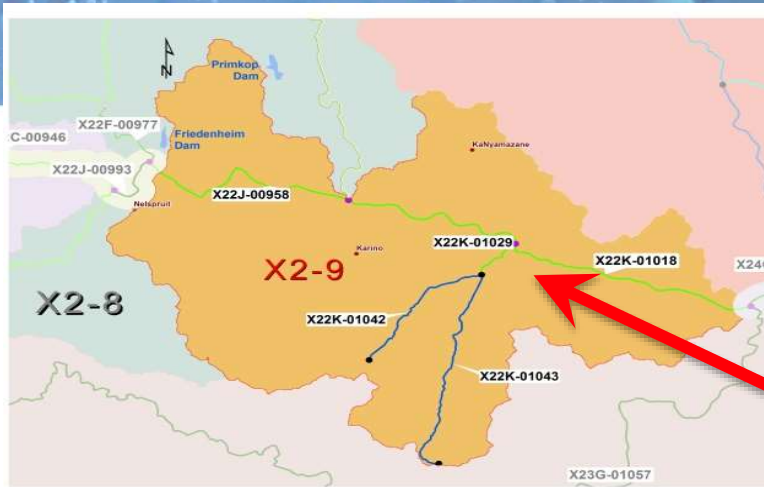 N
Primkop
Dam
X22F-00977
C-00946
Friedenheim
Dam
X22J-00993
KaNyamazane
X22J-00958
Nelspruit
X22K-01029
Karino
X22K-01018
X2-9
X24
X2-8
X22K-01042
X22K-01043
X23G-01057